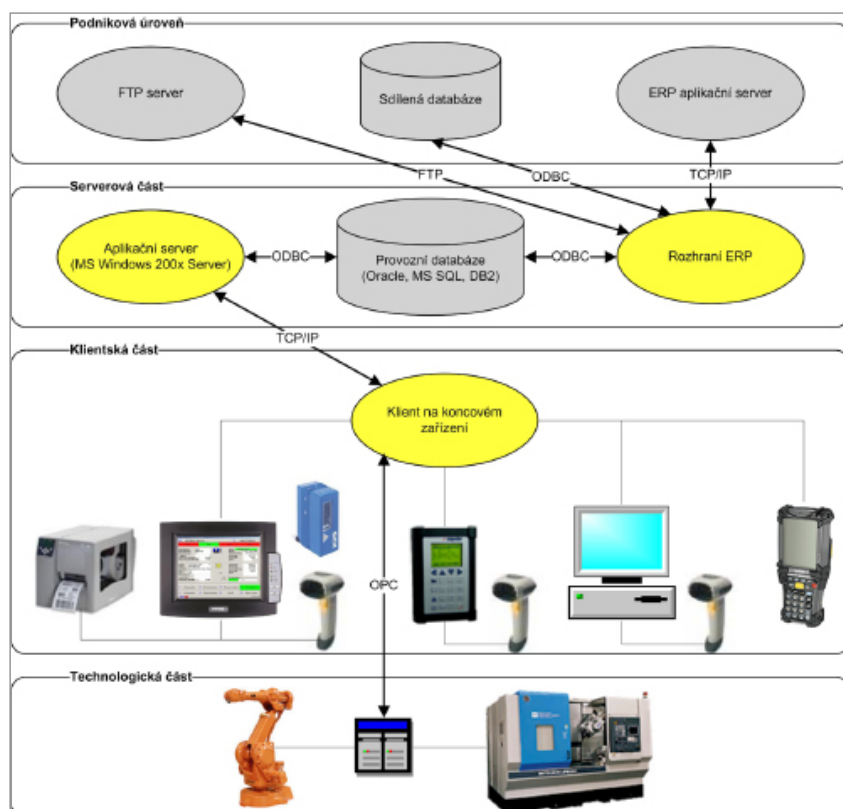 Podniková úroveň
FTP server
Sdílená databáze
ERP aplikační server
FTP
ODBC
TCP/IP
Serverová část
Aplikační server
(MS Windows 200x Server)
ODBC
Provozní databáze
(Oracle, MS SQL, DB2)
ODBC
Rozhraní ERP
TCP/IP
Klientská část
Klient na koncovém
zařízení
OPC
Technologická část